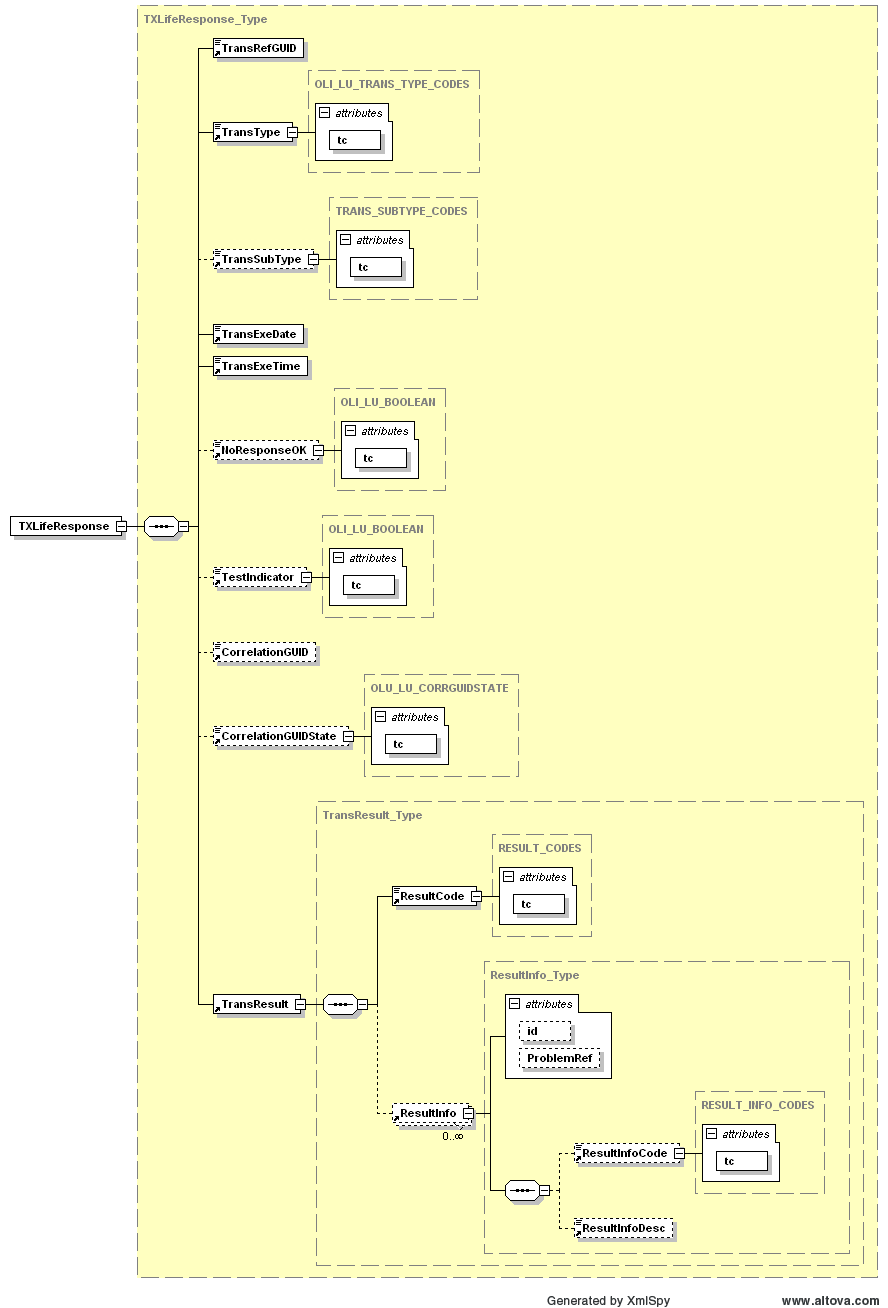 TXLifeResponse_Type
TransRefGUID
OLI_LU_TRANS_TYPE_CODES
attributes
TransType
tc
TRANS_SUBTYPE_CODES
attributes
TransSubType
tc
TransExeDate
TransExeTime
OLI_LU_BOOLEAN
attributes
NoResponseOK
tc
TXLifeResponse
OLI_LU_BOOLEAN
attributes
TestIndicator
tc
CorrelationGUID
OLU_LU_CORRGUIDSTATE
attributes
CorrelationGUIDState
tc
TransResult_Type
RESULT_CODES
attributes
ResultCode
tc
TransResult
ResultInfo_Type
attributes
id
ProblemRef
ResultInfo
0..∞
RESULT_INFO_CODES
attributes
ResultInfoCode
tc
ResultInfoDesc
Generated by XmlSpy www.altova.com